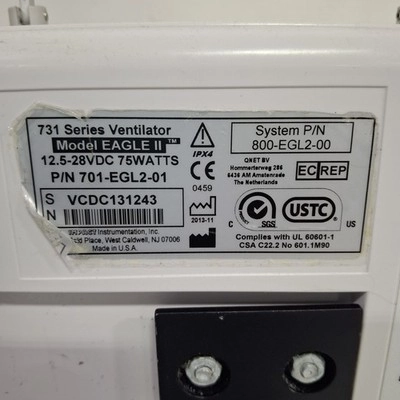 731 Series Ventilator
Model EAGLE II™
12.5-28VDC 75WATTS
P/N 701-EGL2-01
SN VCDC131243
Instrumentation, Inc.
Place, West Caldwell, NJ 07006
Made in U.S.A.
IPX4
CE
0459
2013-11
System P/N
800-EGL2-00
QNET BV
Hommerterweg 286
6436 AM Amstenrade
The Netherlands
EC REP
SGS
C
USTC
US
Complies with UL 60601-1
CSA C22.2 No 601.1M90